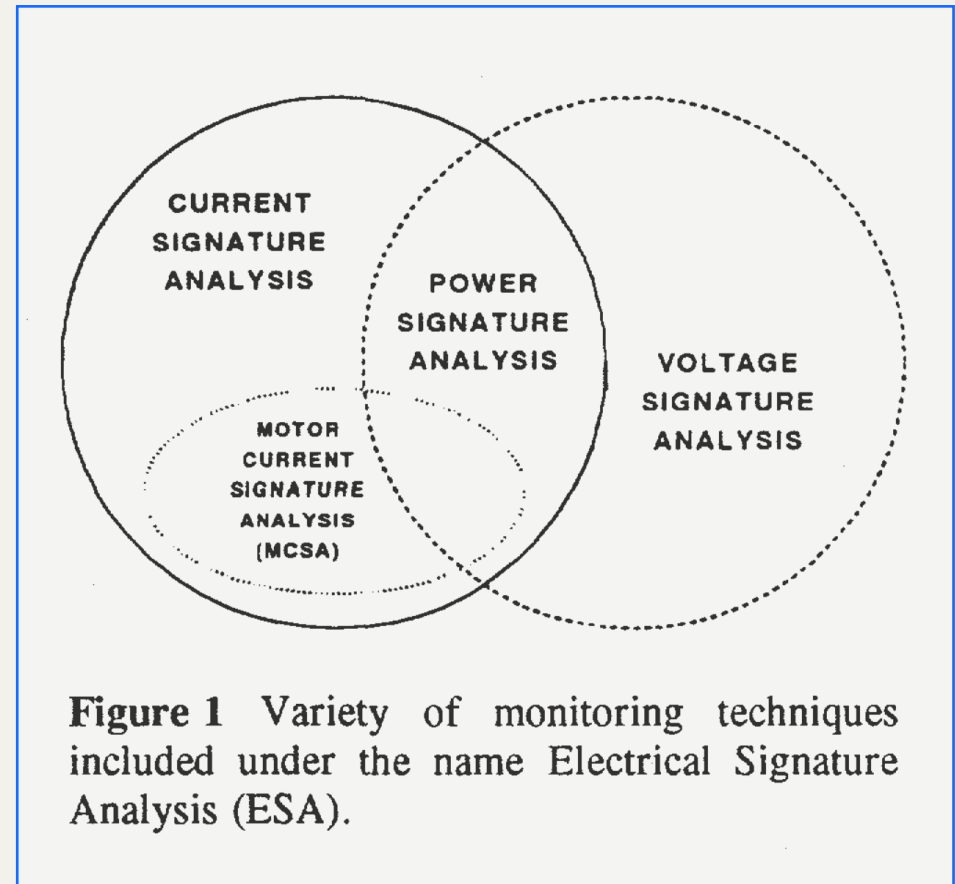 CURRENT
SIGNATURE
ANALYSIS
POWER
SIGNATURE
ANALYSIS
VOLTAGE
SIGNATURE
ANALYSIS
MOTOR
CURRENT
SIGNATURE
ANALYSIS
(MCSA)
Figure 1 Variety of monitoring techniques
included under the name Electrical Signature
Analysis (ESA).